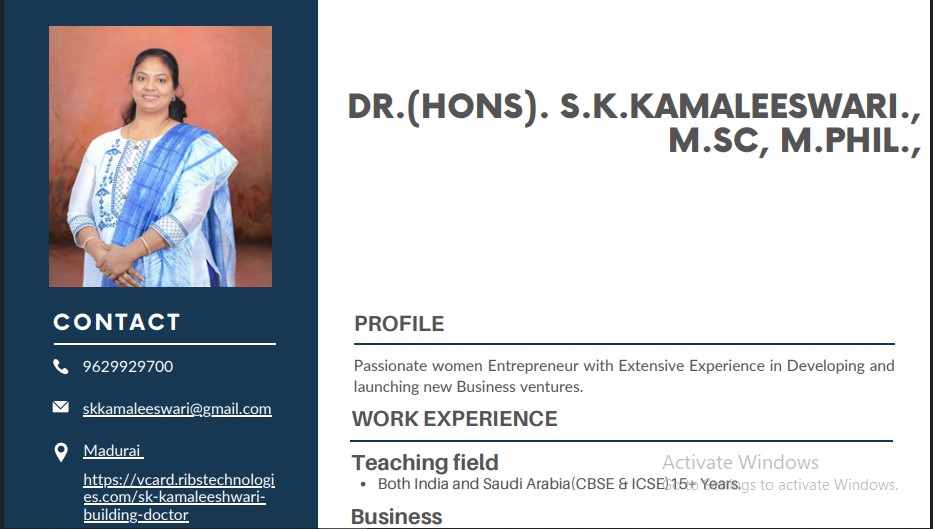 DR.(HONS). S.K.KAMALEESWARI.,
M.SC, M.PHIL.,
CONTACT
9629929700
skkamaleeswari@gmail.com
Madurai
https://vcard.ribstechnologi
es.com/sk-kamaleeshwari-
building-doctor
PROFILE
Passionate women Entrepreneur with Extensive Experience in Developing and
launching new Business ventures.
WORK EXPERIENCE
Teaching field
• Both India and Saudi Arabia(CBSE & ICSE)15+ Years.
Business
Activate Windows
Go to Settings to activate Windows.